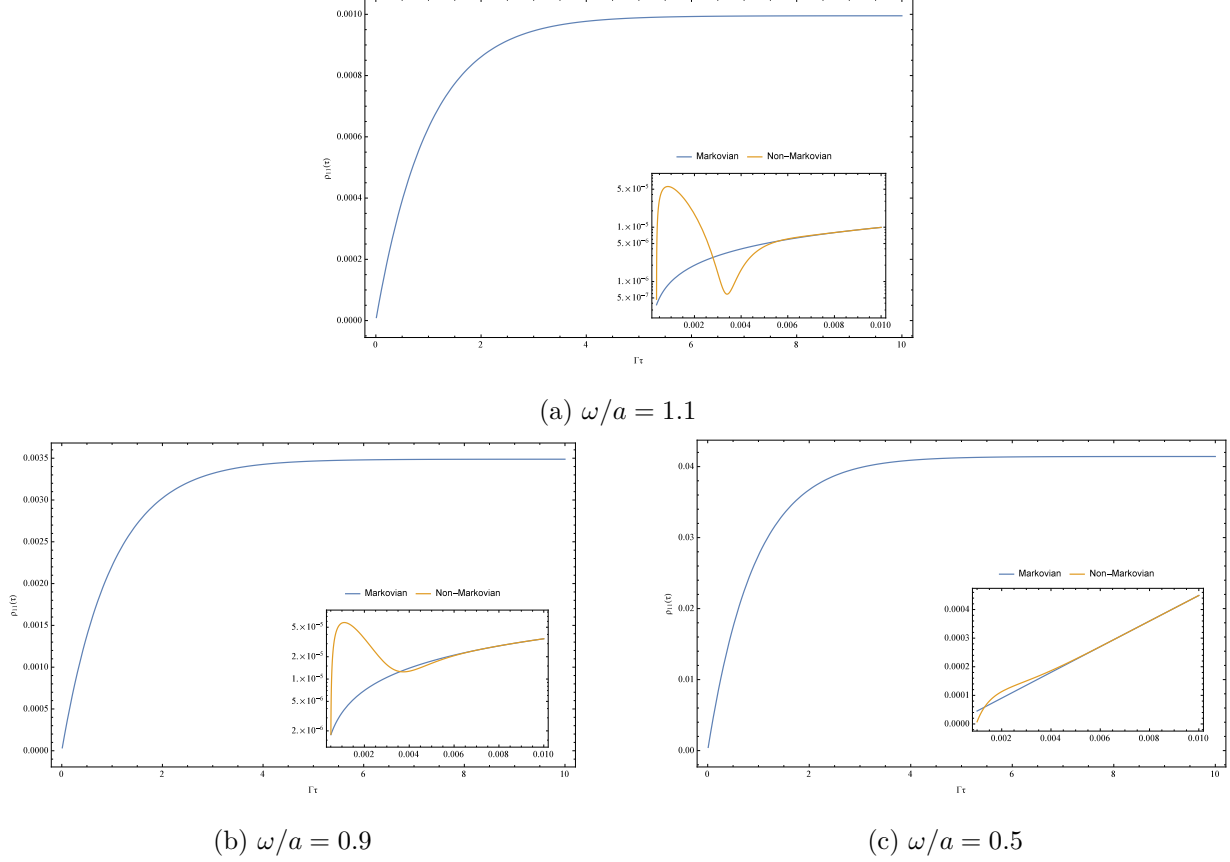 0.0010
0.0008
0.0006
0.0004
0.0002
0.0000
ρ₁₁(τ)
0 2 4 6 8 10
Γτ
Markovian Non-Markovian
5.×10⁻⁵
1.×10⁻⁵
5.×10⁻⁶
1.×10⁻⁶
5.×10⁻⁷
0.002 0.004 0.006 0.008 0.010
(a) ω/a = 1.1
0.0035
0.0030
0.0025
0.0020
0.0015
0.0010
0.0005
0.0000
ρ₁₁(τ)
0 2 4 6 8 10
Γτ
Markovian Non-Markovian
5.×10⁻⁵
2.×10⁻⁵
1.×10⁻⁵
5.×10⁻⁶
2.×10⁻⁶
0.002 0.004 0.006 0.008 0.010
(b) ω/a = 0.9
0.04
0.03
0.02
0.01
0.00
ρ₁₁(τ)
0 2 4 6 8 10
Γτ
Markovian Non-Markovian
0.0004
0.0003
0.0002
0.0001
0.0000
0.002 0.004 0.006 0.008 0.010
(c) ω/a = 0.5